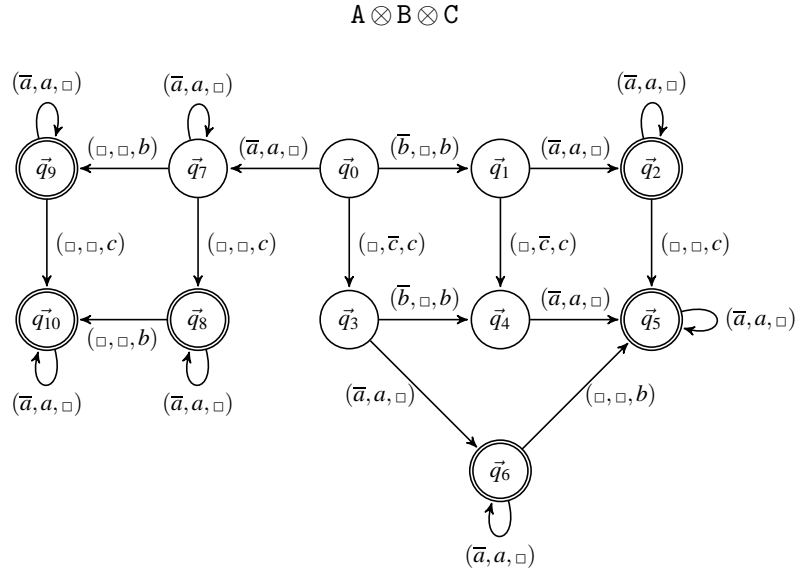 A ⊗ B ⊗ C
(a̅, a, □) (a̅, a, □) (a̅, a, □)
q⃗9 (□, □, b) q⃗7 (a̅, a, □) q⃗0 (b̅, □, b) q⃗1 (a̅, a, □) q⃗2
(□, □, c) (□, □, c) (□, c̅, c) (□, c̅, c) (□, □, c)
q⃗10 (□, □, b) q⃗8 q⃗3 (b̅, □, b) q⃗4 (a̅, a, □) q⃗5 (a̅, a, □)
(a̅, a, □) (a̅, a, □) (a̅, a, □) (□, □, b)
q⃗6
(a̅, a, □)